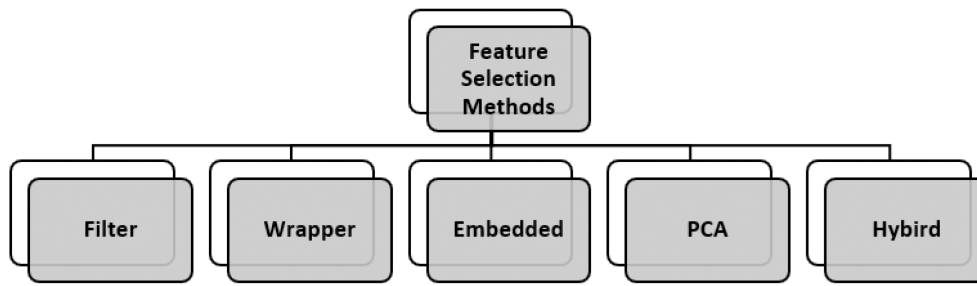 Feature
Selection
Methods
Filter
Wrapper
Embedded
PCA
Hybird